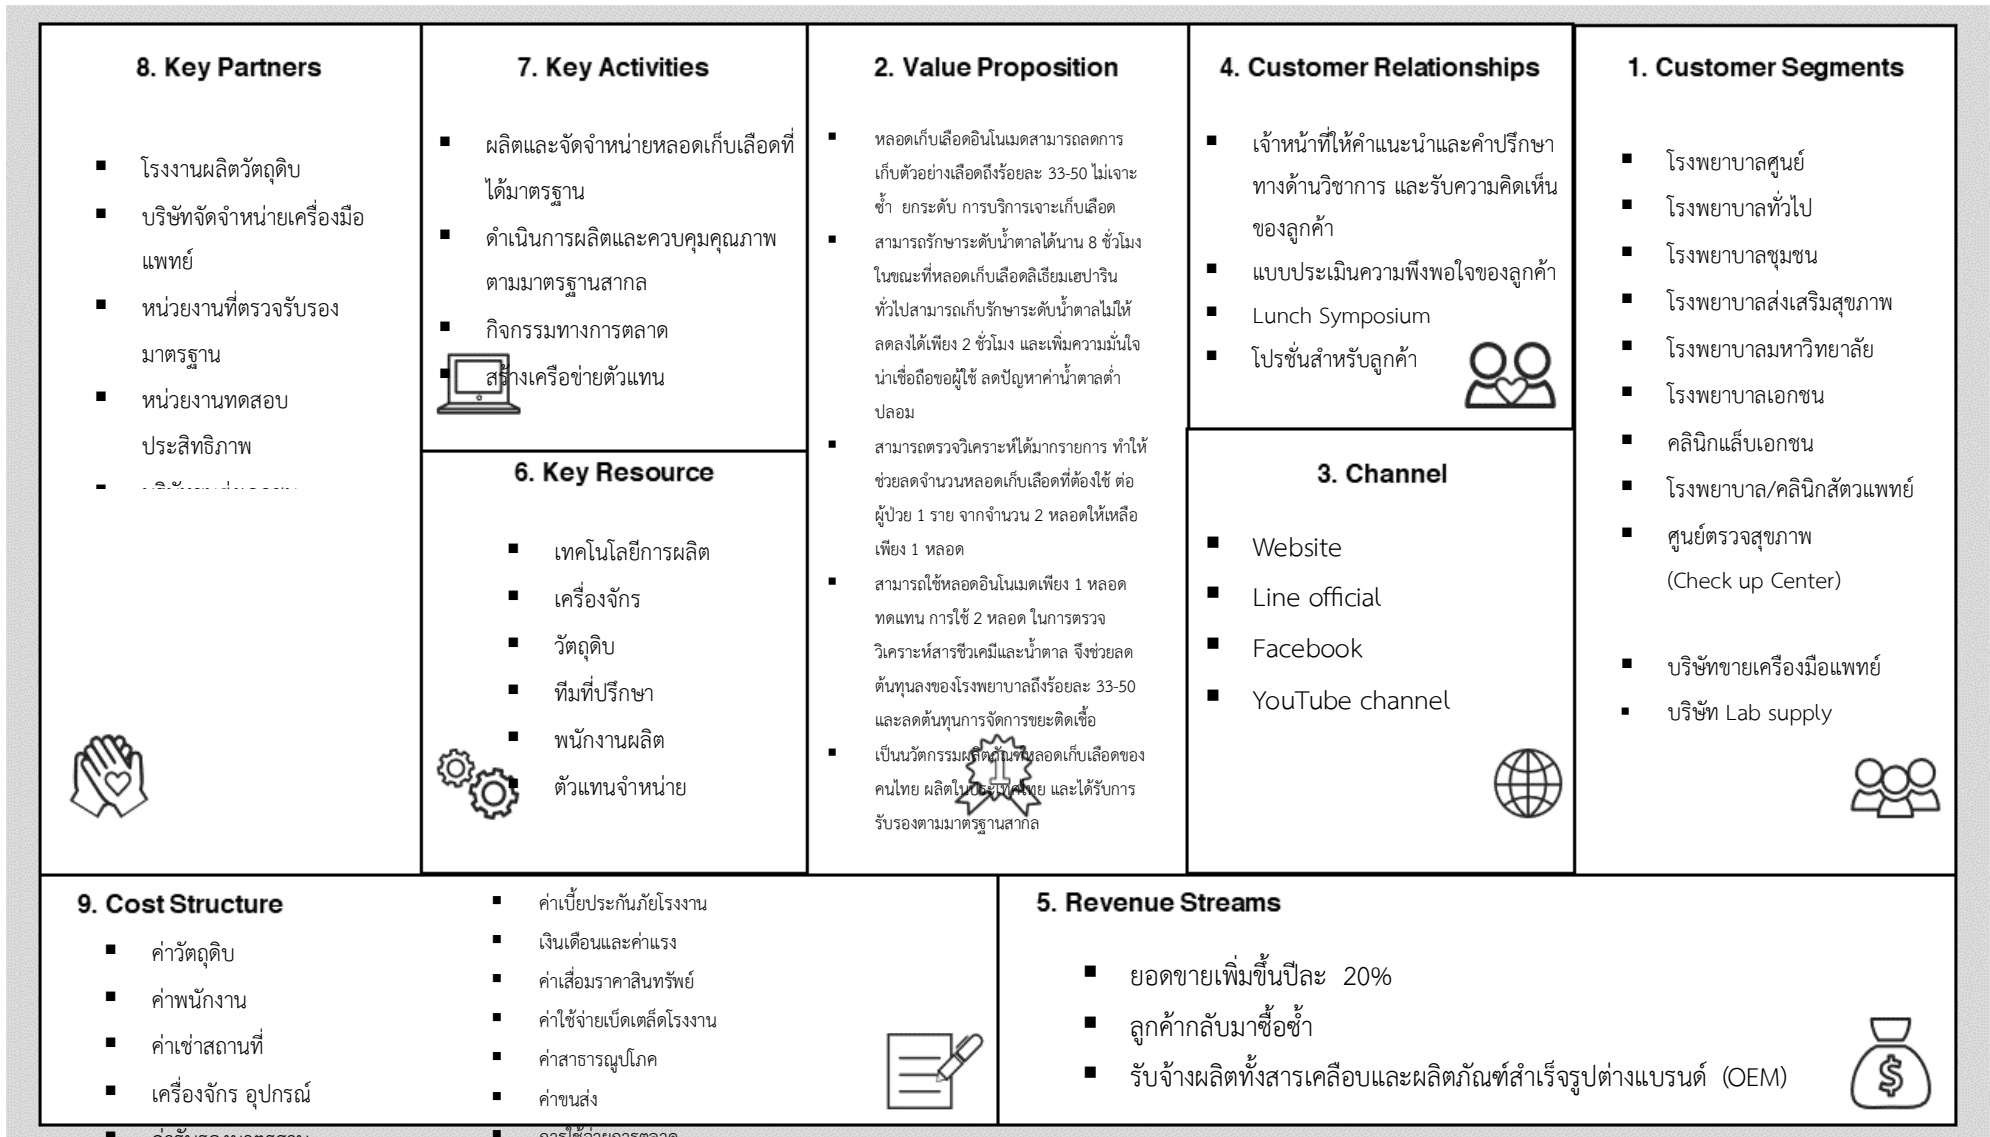 8. Key Partners
โรงงานผลิตวัตถุดิบ
บริษัทจัดจำหน่ายเครื่องมือ
แพทย์
หน่วยงานที่ตรวจรับรอง
มาตรฐาน
หน่วยงานทดสอบ
ประสิทธิภาพ
7. Key Activities
ผลิตและจัดจำหน่ายหลอดเก็บเลือดที่
ได้มาตรฐาน
ดำเนินการผลิตและควบคุมคุณภาพ
ตามมาตรฐานสากล
กิจกรรมทางการตลาด
สร้างเครือข่ายตัวแทน
6. Key Resource
เทคโนโลยีการผลิต
เครื่องจักร
วัตถุดิบ
ทีมที่ปรึกษา
พนักงานผลิต
ตัวแทนจำหน่าย
2. Value Proposition
หลอดเก็บเลือดอินโนเมดสามารถลดการ
เก็บตัวอย่างเลือดถึงร้อยละ 33-50 ไม่เจาะ
ซ้ำ ยกระดับ การบริการเจาะเก็บเลือด
สามารถรักษาระดับน้ำตาลได้นาน 8 ชั่วโมง
ในขณะที่หลอดเก็บเลือดลิเธียมเฮปาริน
ทั่วไปสามารถเก็บรักษาระดับน้ำตาลไม่ให้
ลดลงได้เพียง 2 ชั่วโมง และเพิ่มความมั่นใจ
น่าเชื่อถือขอผู้ใช้ ลดปัญหาค่าน้ำตาลต่ำ
ปลอม
สามารถตรวจวิเคราะห์ได้มากรายการ ทำให้
ช่วยลดจำนวนหลอดเก็บเลือดที่ต้องใช้ ต่อ
ผู้ป่วย 1 ราย จากจำนวน 2 หลอดให้เหลือ
เพียง 1 หลอด
สามารถใช้หลอดอินโนเมดเพียง 1 หลอด
ทดแทน การใช้ 2 หลอด ในการตรวจ
วิเคราะห์สารชีวเคมีและน้ำตาล จึงช่วยลด
ต้นทุนลงของโรงพยาบาลถึงร้อยละ 33-50
และลดต้นทุนการจัดการขยะติดเชื้อ
เป็นนวัตกรรมผลิตภัณฑ์หลอดเก็บเลือดของ
คนไทย ผลิตในประเทศไทย และได้รับการ
รับรองตามมาตรฐานสากล
4. Customer Relationships
เจ้าหน้าที่ให้คำแนะนำและคำปรึกษา
ทางด้านวิชาการ และรับความคิดเห็น
ของลูกค้า
แบบประเมินความพึงพอใจของลูกค้า
Lunch Symposium
โปรชั่นสำหรับลูกค้า
3. Channel
Website
Line official
Facebook
YouTube channel
1. Customer Segments
โรงพยาบาลศูนย์
โรงพยาบาลทั่วไป
โรงพยาบาลชุมชน
โรงพยาบาลส่งเสริมสุขภาพ
โรงพยาบาลมหาวิทยาลัย
โรงพยาบาลเอกชน
คลินิกแล็บเอกชน
โรงพยาบาล/คลินิกสัตวแพทย์
ศูนย์ตรวจสุขภาพ
(Check up Center)
บริษัทขายเครื่องมือแพทย์
บริษัท Lab supply
9. Cost Structure
ค่าวัตถุดิบ
ค่าพนักงาน
ค่าเช่าสถานที่
เครื่องจักร อุปกรณ์
ค่าเบี้ยประกันภัยโรงงาน
เงินเดือนและค่าแรง
ค่าเสื่อมราคาสินทรัพย์
ค่าใช้จ่ายเบ็ดเตล็ดโรงงาน
ค่าสาธารณูปโภค
ค่าขนส่ง
5. Revenue Streams
ยอดขายเพิ่มขึ้นปีละ 20%
ลูกค้ากลับมาซื้อซ้ำ
รับจ้างผลิตทั้งสารเคลือบและผลิตภัณฑ์สำเร็จรูปต่างแบรนด์ (OEM)
1
$